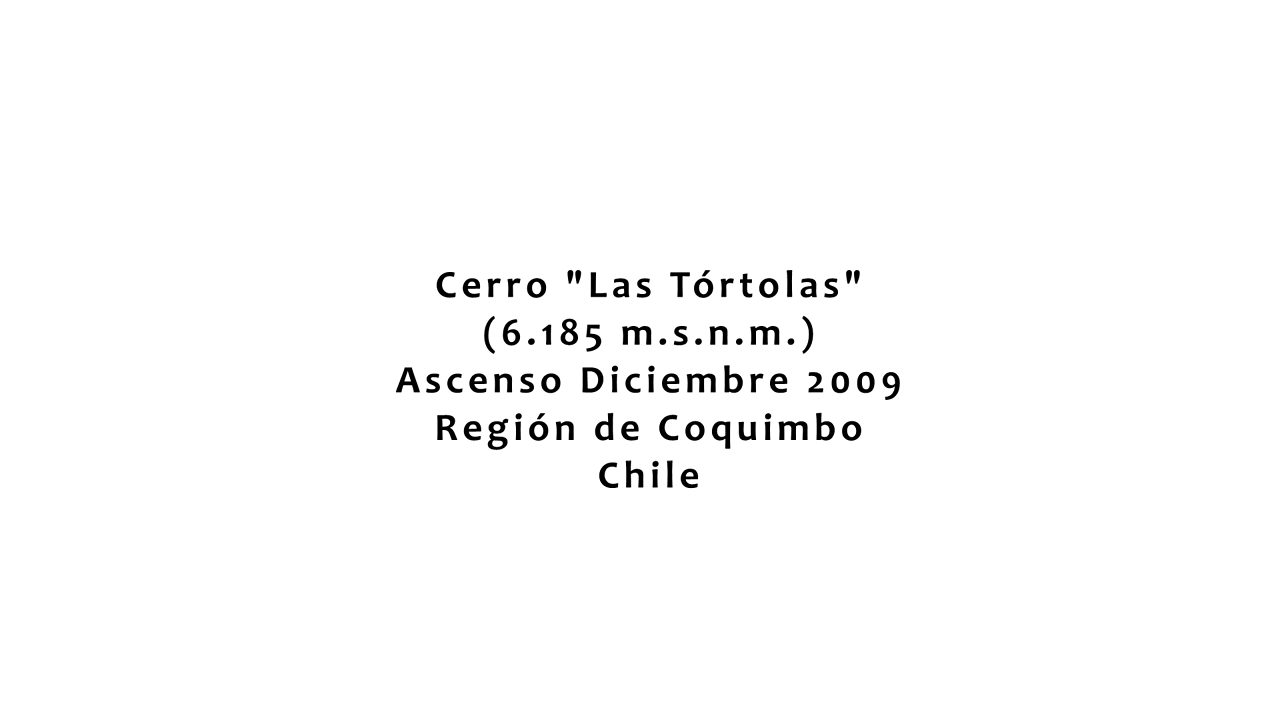 Cerro "Las Tórtolas"
(6.185 m.s.n.m.)
Ascenso Diciembre 2009
Región de Coquimbo
Chile